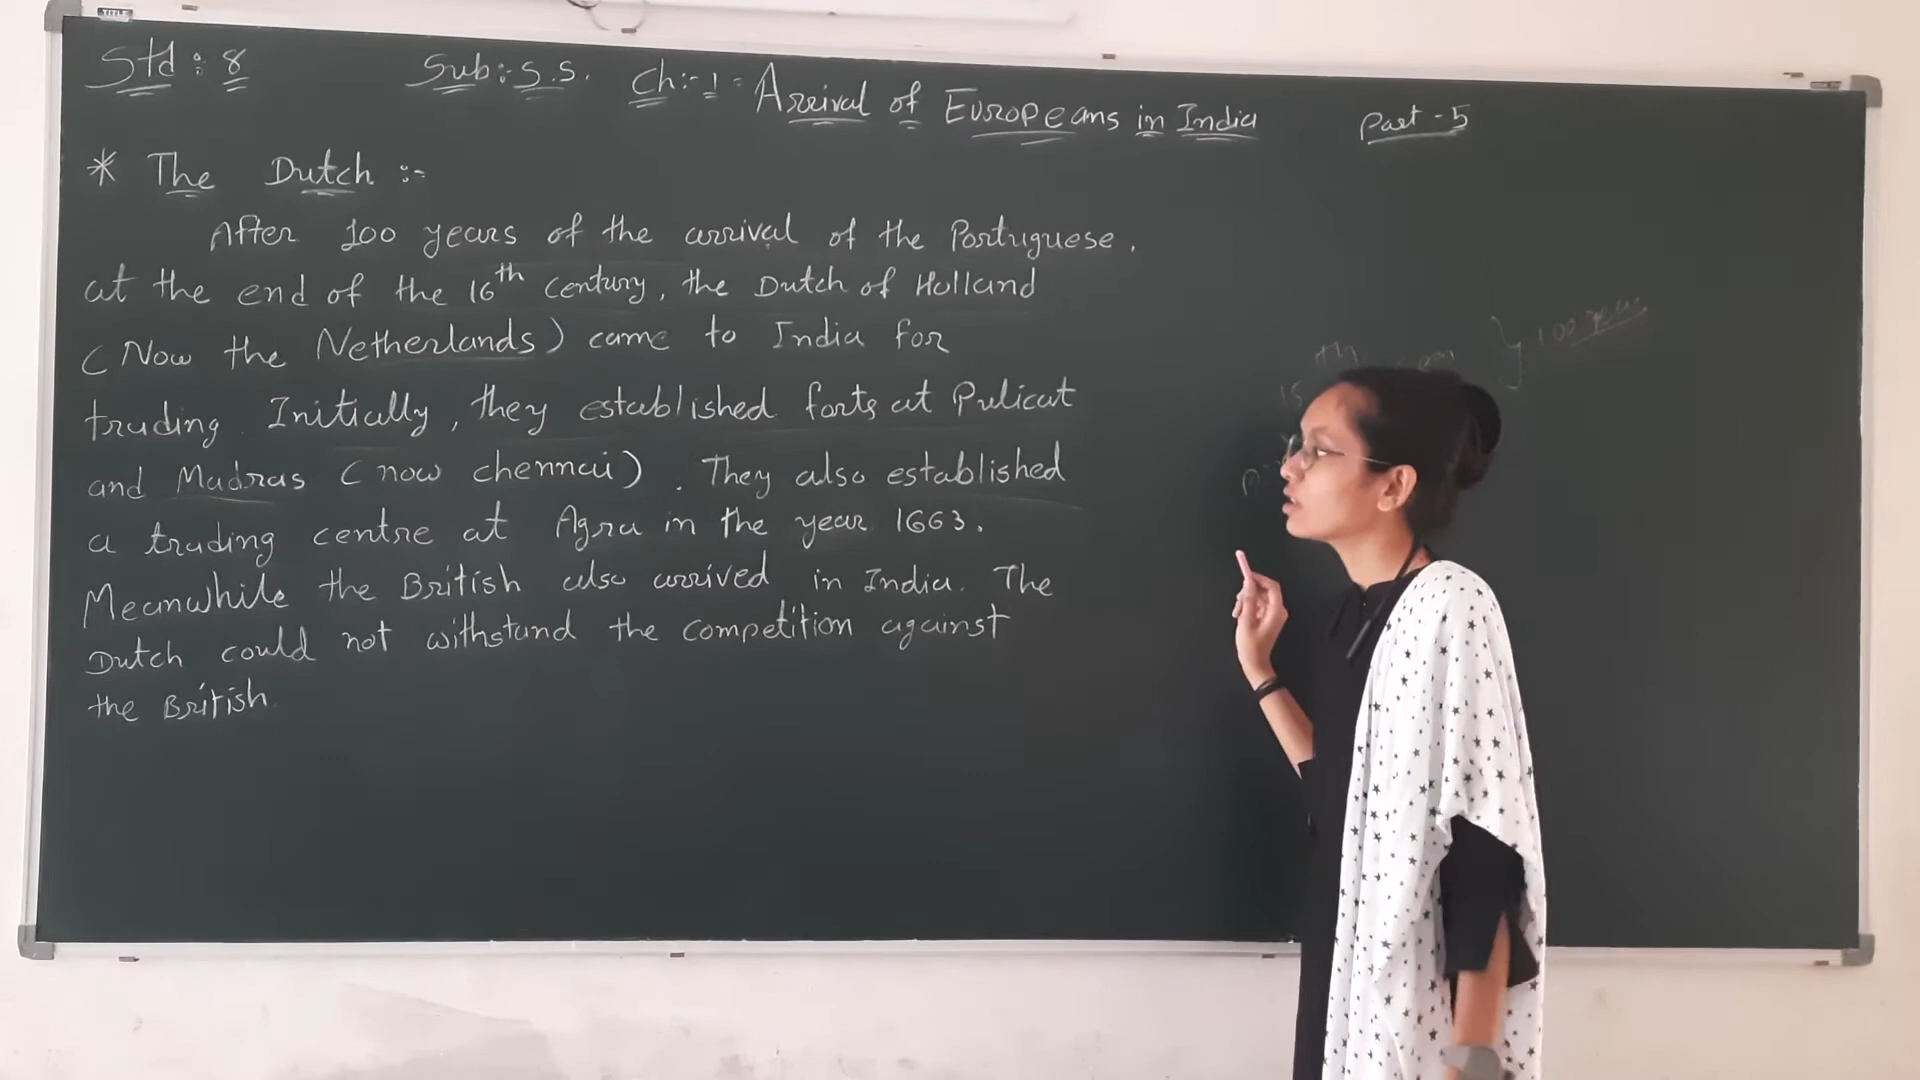 Std : 8 Sub :- S.S. Ch :- 1 : Arrival of Europeans in India Part - 5
* The Dutch :-
After 100 years of the arrival of the Portuguese,
at the end of the 16th century, the Dutch of Holland
(Now the Netherlands) came to India for
trading. Initially, they established forts at Pulicat
and Madras (now chennai). They also established
a trading centre at Agra in the year 1663.
Meanwhile the British also arrived in India. The
Dutch could not withstand the competition against
the British.
100 years
15th